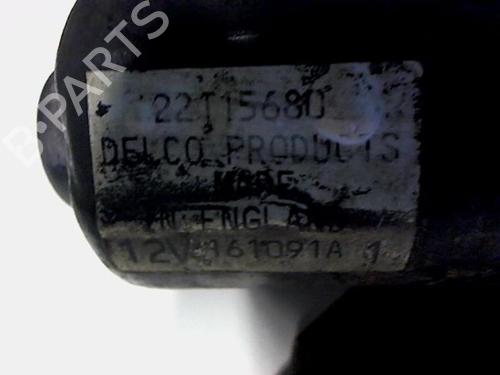 B-PARTS
22115680
DELCO PRODUCTS
MADE
IN ENGLAND
12V 161091A 1